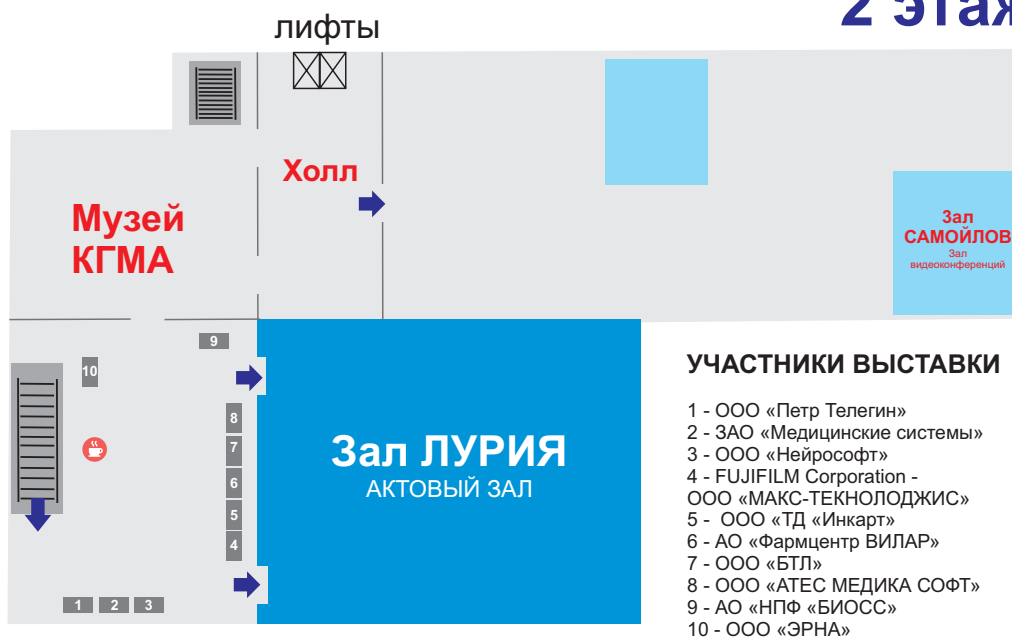 2 этаж
лифты
Холл
Музей
КГМА
Зал
САМОЙЛОВ
Зал
видеоконференций
9
10
8
7
6
5
4
Зал ЛУРИЯ
АКТОВЫЙ ЗАЛ
1 2 3
УЧАСТНИКИ ВЫСТАВКИ
1 - ООО «Петр Телегин»
2 - ЗАО «Медицинские системы»
3 - ООО «Нейрософт»
4 - FUJIFILM Corporation -
ООО «МАКС-ТЕКНОЛОДЖИС»
5 - ООО «ТД «Инкарт»
6 - АО «Фармцентр ВИЛАР»
7 - ООО «БТЛ»
8 - ООО «АТЕС МЕДИКА СОФТ»
9 - АО «НПФ «БИОСС»
10 - ООО «ЭРНА»